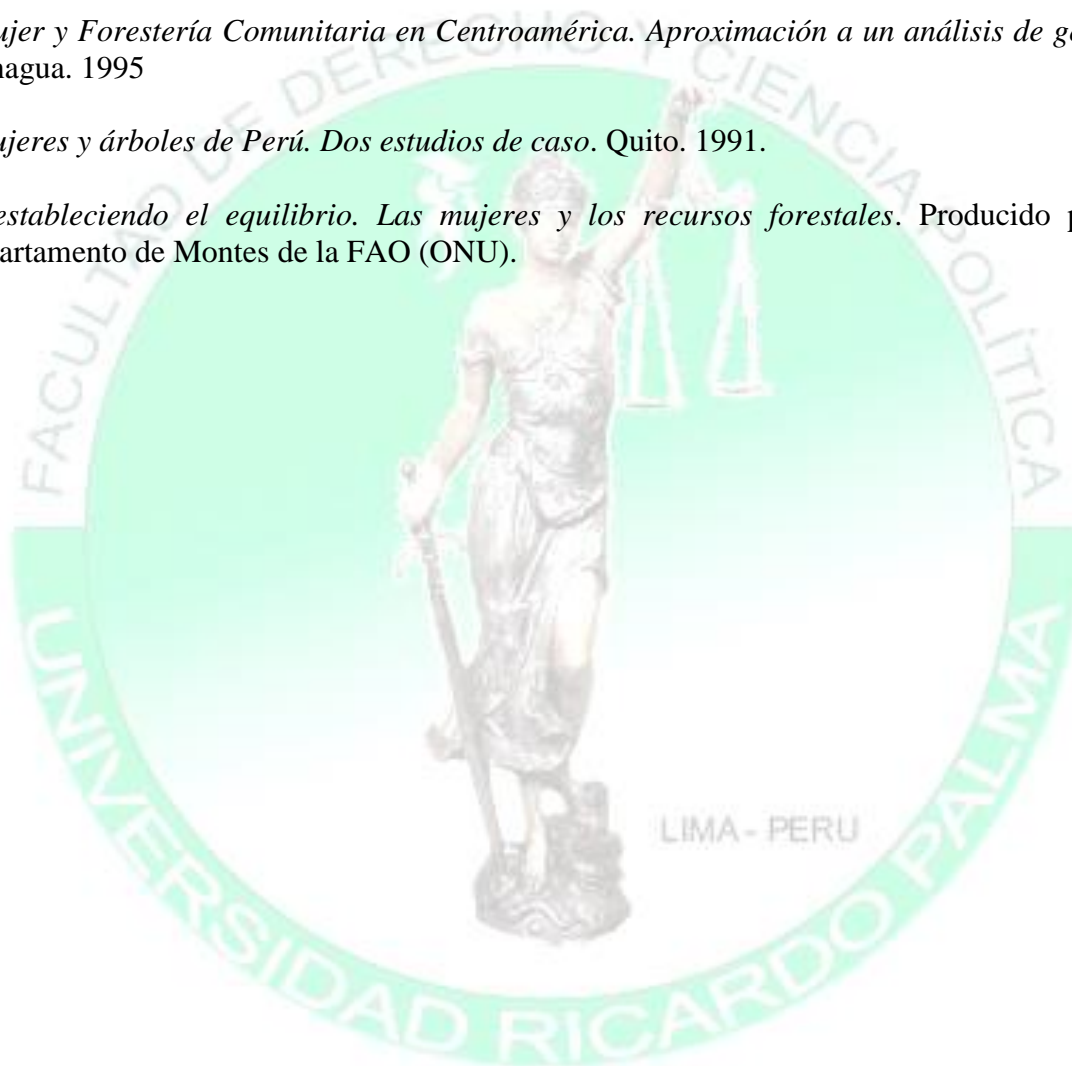 ujer y Forestería Comunitaria en Centroamérica. Aproximación a un análisis de g
nagua. 1995
ujeres y árboles de Perú. Dos estudios de caso. Quito. 1991.
estableciendo el equilibrio. Las mujeres y los recursos forestales. Producido p
artamento de Montes de la FAO (ONU).
FACULTAD DE DERECHO Y CIENCIA POLÍTICA
LIMA - PERU
UNIVERSIDAD RICARDO PALMA